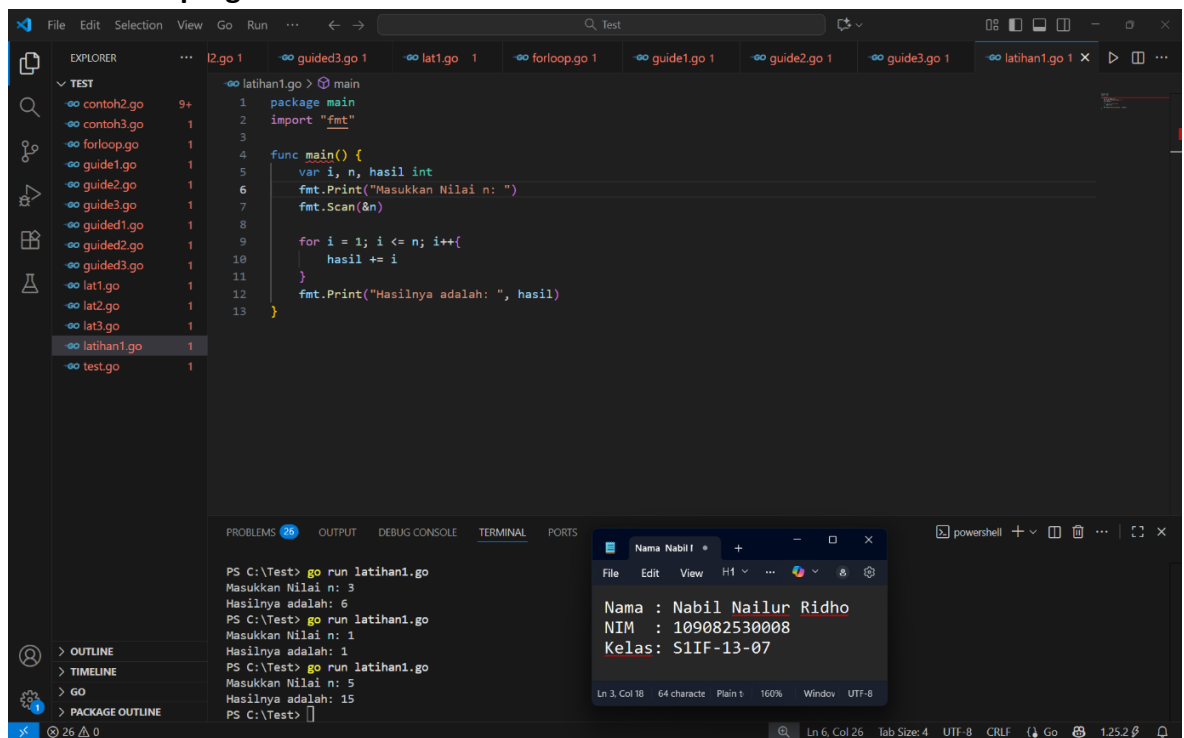 File Edit Selection View Go Run ... Test
EXPLORER ... l2.go 1 guided3.go 1 lat1.go 1 forloop.go 1 guide1.go 1 guide2.go 1 guide3.go 1 latihan1.go 1
TEST
contoh2.go 9+
contoh3.go 1
forloop.go 1
guide1.go 1
guide2.go 1
guide3.go 1
guided1.go 1
guided2.go 1
guided3.go 1
lat1.go 1
lat2.go 1
lat3.go 1
latihan1.go 1
test.go 1
OUTLINE
TIMELINE
GO
PACKAGE OUTLINE
latihan1.go > main
1 package main
2 import "fmt"
3
4 func main() {
5 var i, n, hasil int
6 fmt.Print("Masukkan Nilai n: ")
7 fmt.Scan(&n)
8
9 for i = 1; i <= n; i++{
10 hasil += i
11 }
12 fmt.Print("Hasilnya adalah: ", hasil)
13 }
PROBLEMS 26 OUTPUT DEBUG CONSOLE TERMINAL PORTS powershell
PS C:\Test> go run latihan1.go
Masukkan Nilai n: 3
Hasilnya adalah: 6
PS C:\Test> go run latihan1.go
Masukkan Nilai n: 1
Hasilnya adalah: 1
PS C:\Test> go run latihan1.go
Masukkan Nilai n: 5
Hasilnya adalah: 15
PS C:\Test>
Nama Nabil
File Edit View H1 ...
Nama : Nabil Nailur Ridho
NIM : 109082530008
Kelas: S1IF-13-07
Ln 3, Col 18 64 characte Plain t 160% Window UTF-8
1
26 0 Ln 6, Col 26 Tab Size: 4 UTF-8 CRLF Go 1.25.2